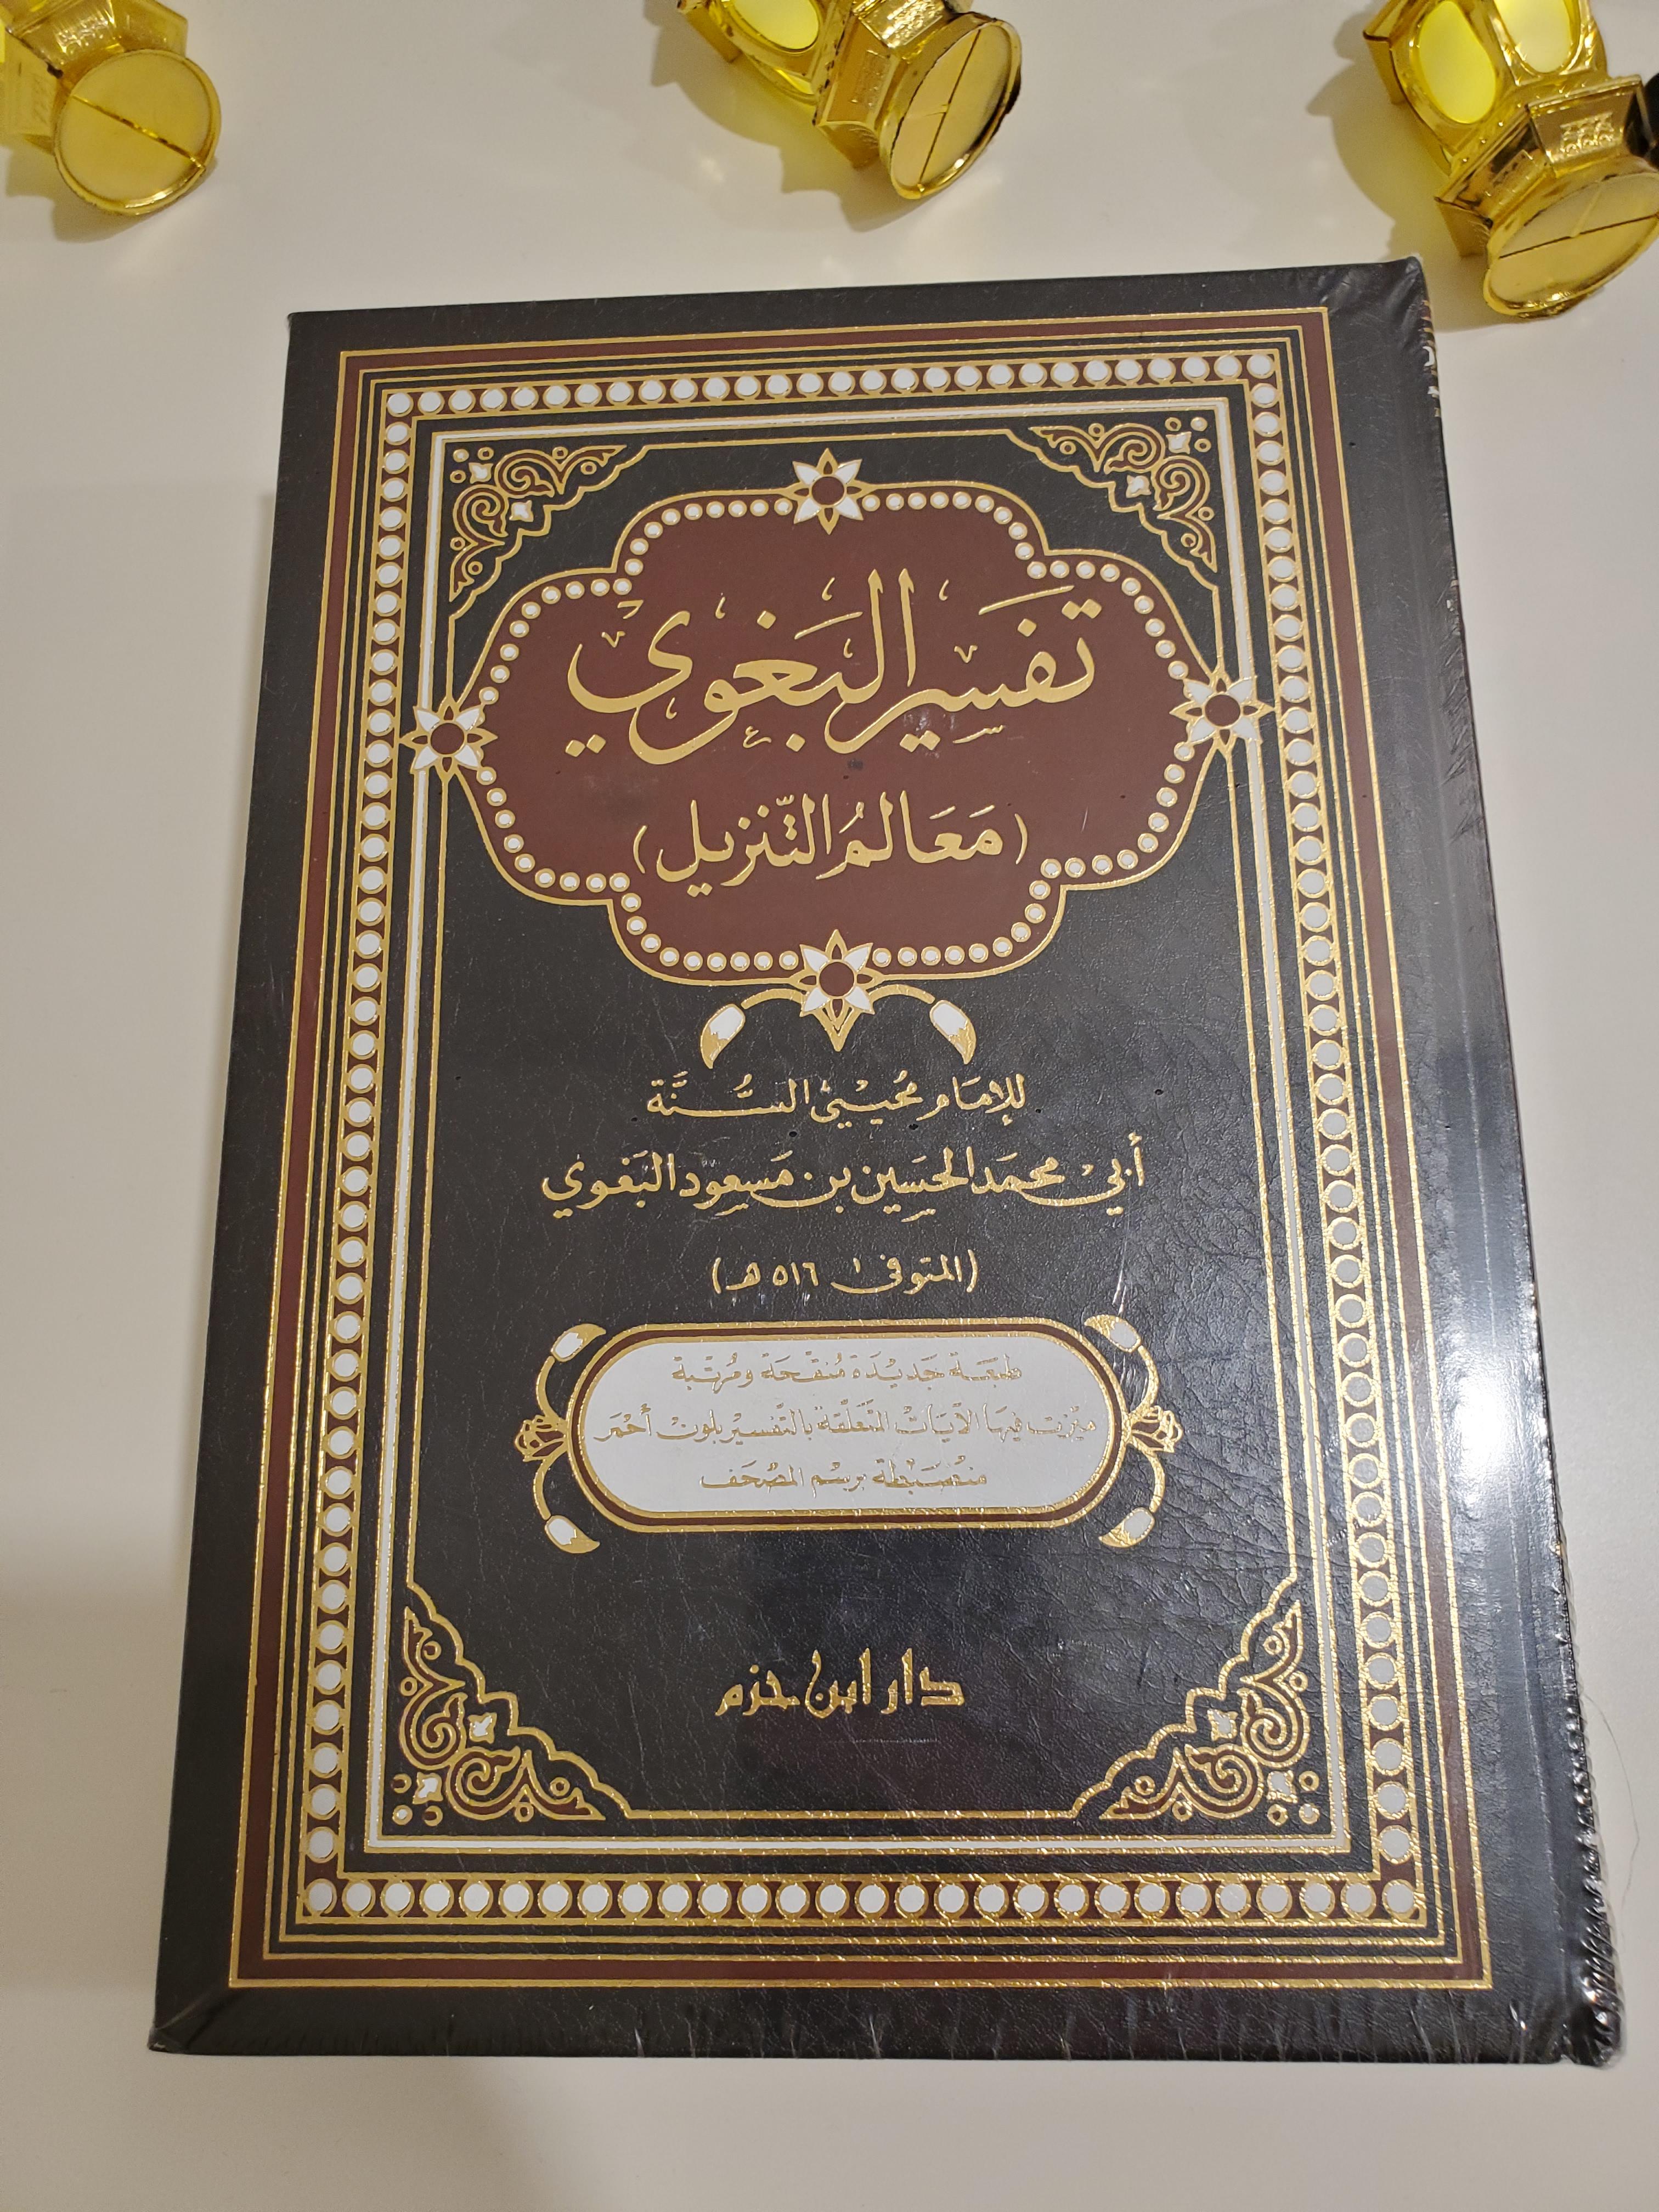 تفسير البغوي
(معالم التنزيل)
للإمام محيي السنة
أبي محمد الحسين بن مسعود البغوي
(المتوفى ٥١٦ هـ)
طبعة جديدة منقحة ومرتبة
ميزت فيها الآيات المتعلقة بالتفسير بلون أحمر
منضبطة برسم المصحف
دار ابن حزم